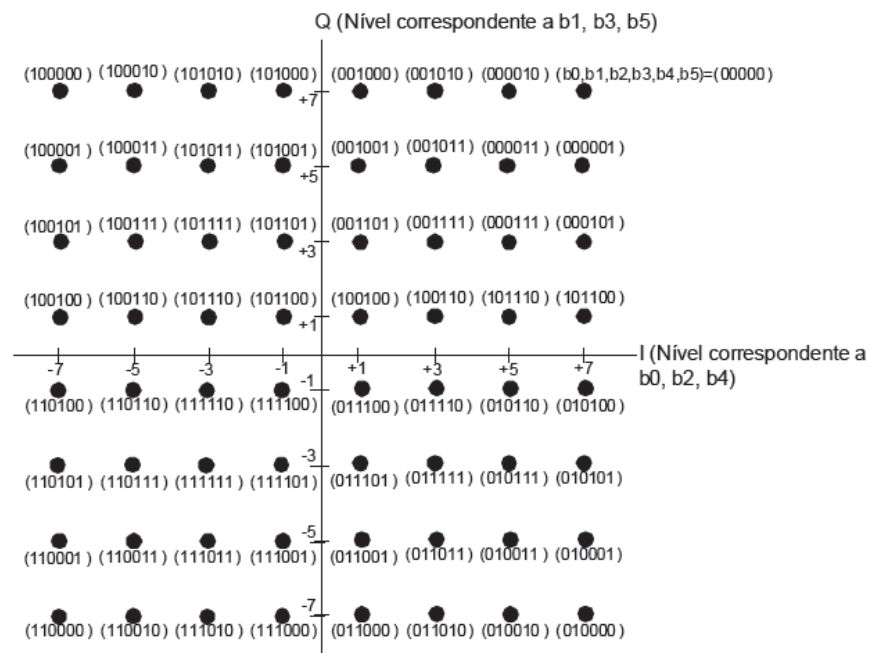 Q (Nível correspondente a b1, b3, b5)
(100000) (100010) (101010) (101000) (001000) (001010) (000010) (b0,b1,b2,b3,b4,b5)=(00000)
+7
(100001) (100011) (101011) (101001) (001001) (001011) (000011) (000001)
+5
(100101) (100111) (101111) (101101) (001101) (001111) (000111) (000101)
+3
(100100) (100110) (101110) (101100) (100100) (100110) (101110) (101100)
+1
I (Nível correspondente a
b0, b2, b4)
-7 -5 -3 -1 +1 +3 +5 +7
-1
(110100) (110110) (111110) (111100) (011100) (011110) (010110) (010100)
-3
(110101) (110111) (111111) (111101) (011101) (011111) (010111) (010101)
-5
(110001) (110011) (111011) (111001) (011001) (011011) (010011) (010001)
-7
(110000) (110010) (111010) (111000) (011000) (011010) (010010) (010000)